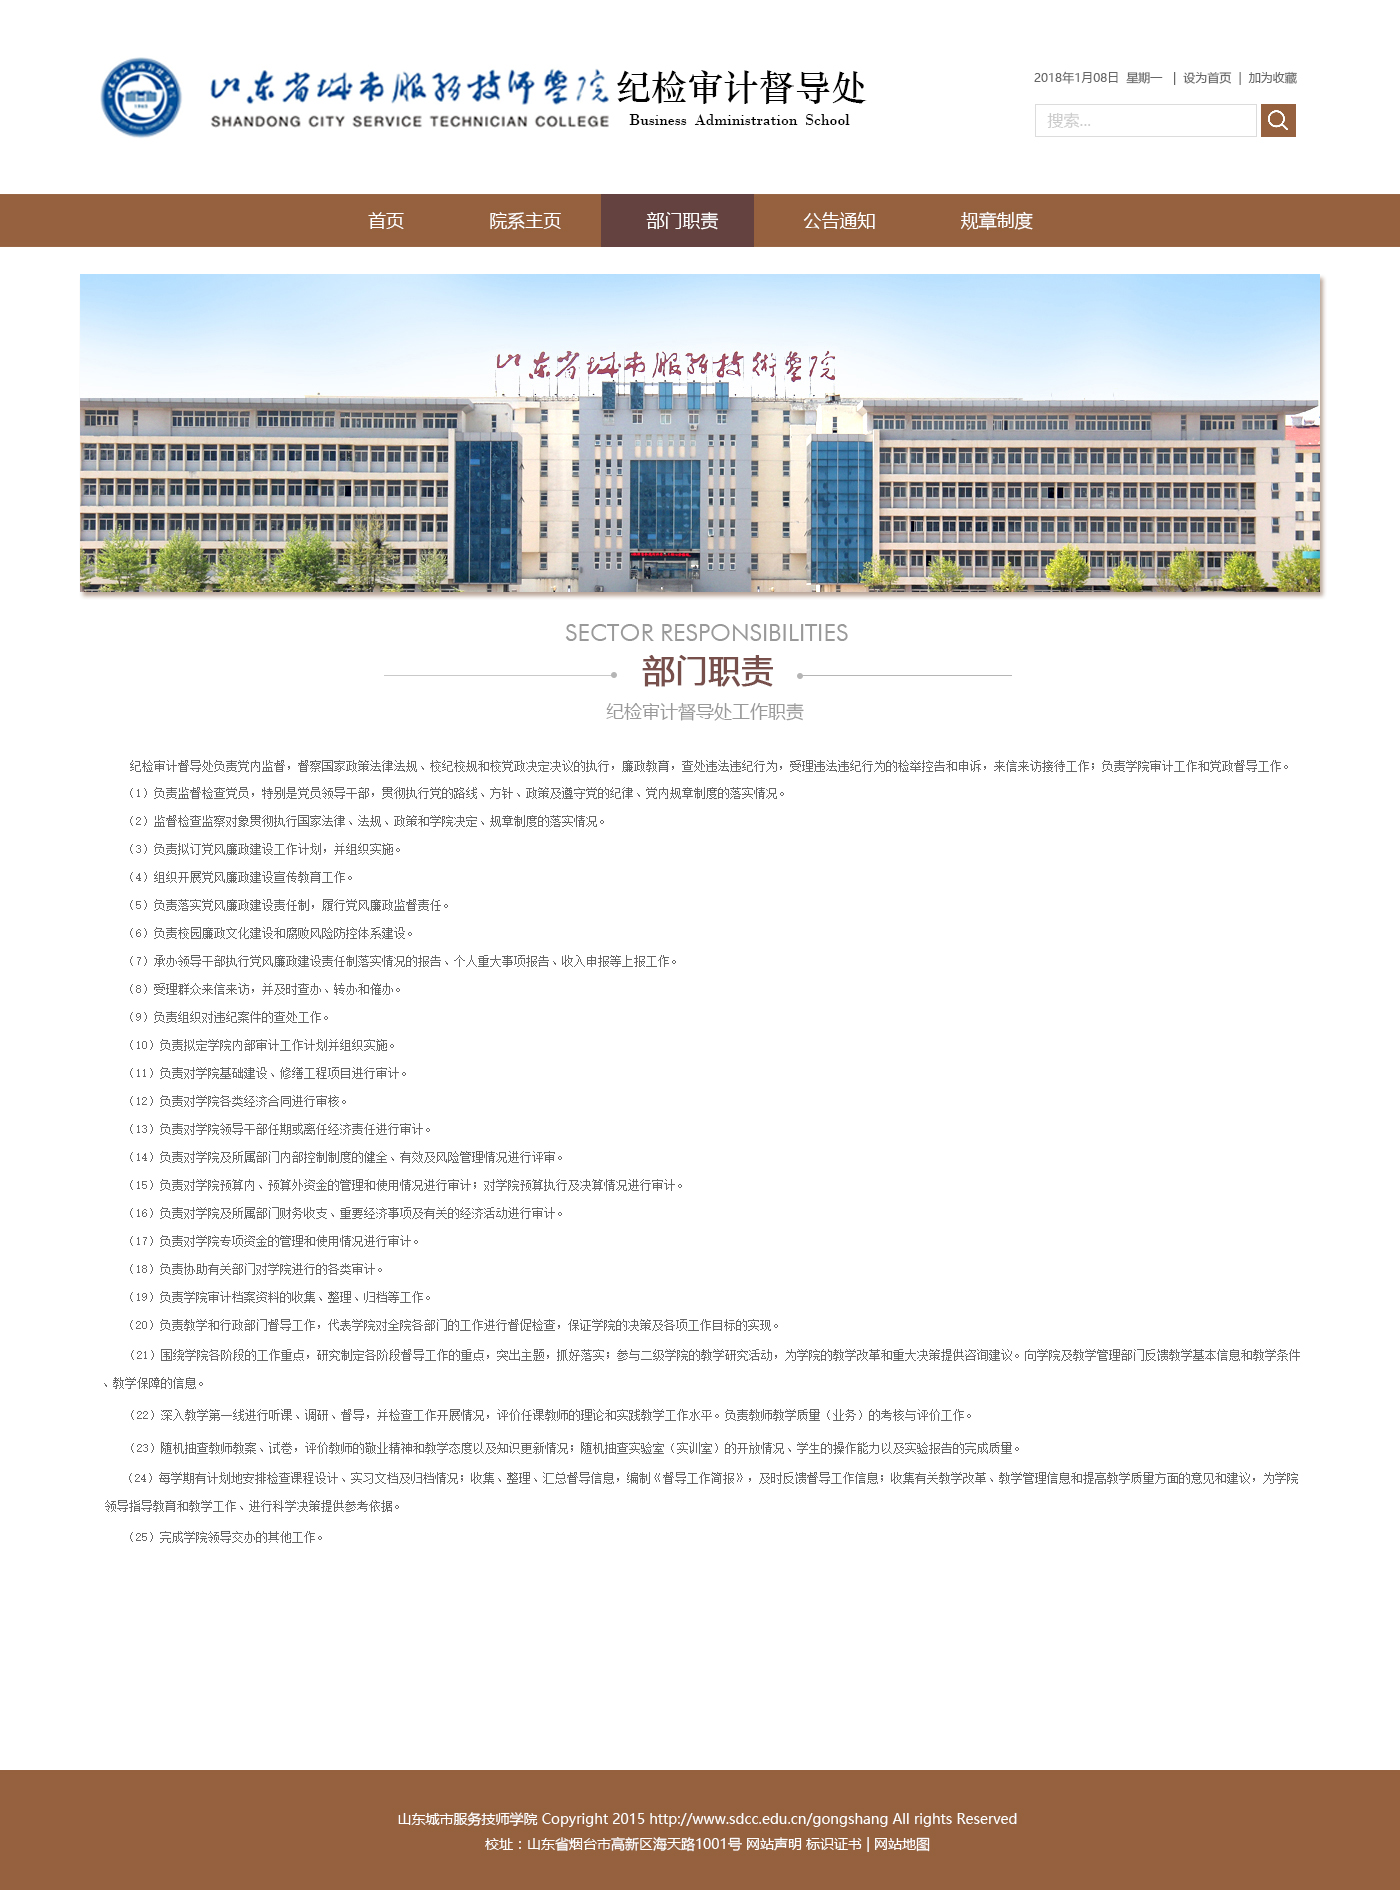 山东省城市服务技师学院 纪检审计督导处
SHANDONG CITY SERVICE TECHNICIAN COLLEGE Business Administration School
2018年1月08日 星期一 | 设为首页 | 加为收藏
搜索...
首页 院系主页 部门职责 公告通知 规章制度
山东省城市服务技术学院
SECTOR RESPONSIBILITIES
部门职责
纪检审计督导处工作职责
纪检审计督导处负责党内监督，督察国家政策法律法规、校纪校规和校党政决定决议的执行，廉政教育，查处违法违纪行为，受理违法违纪行为的检举控告和申诉，来信来访接待工作；负责学院审计工作和党政督导工作。
（1）负责监督检查党员，特别是党员领导干部，贯彻执行党的路线、方针、政策及遵守党的纪律、党内规章制度的落实情况。
（2）监督检查监察对象贯彻执行国家法律、法规、政策和学院决定、规章制度的落实情况。
（3）负责拟订党风廉政建设工作计划，并组织实施。
（4）组织开展党风廉政建设宣传教育工作。
（5）负责落实党风廉政建设责任制，履行党风廉政监督责任。
（6）负责校园廉政文化建设和腐败风险防控体系建设。
（7）承办领导干部执行党风廉政建设责任制落实情况的报告、个人重大事项报告、收入申报等上报工作。
（8）受理群众来信来访，并及时查办、转办和催办。
（9）负责组织对违纪案件的查处工作。
（10）负责拟定学院内部审计工作计划并组织实施。
（11）负责对学院基础建设、修缮工程项目进行审计。
（12）负责对学院各类经济合同进行审核。
（13）负责对学院领导干部任期或离任经济责任进行审计。
（14）负责对学院及所属部门内部控制制度的健全、有效及风险管理情况进行评审。
（15）负责对学院预算内、预算外资金的管理和使用情况进行审计；对学院预算执行及决算情况进行审计。
（16）负责对学院及所属部门财务收支、重要经济事项及有关的经济活动进行审计。
（17）负责对学院专项资金的管理和使用情况进行审计。
（18）负责协助有关部门对学院进行的各类审计。
（19）负责学院审计档案资料的收集、整理、归档等工作。
（20）负责教学和行政部门督导工作，代表学院对全院各部门的工作进行督促检查，保证学院的决策及各项工作目标的实现。
（21）围绕学院各阶段的工作重点，研究制定各阶段督导工作的重点，突出主题，抓好落实；参与二级学院的教学研究活动，为学院的教学改革和重大决策提供咨询建议。向学院及教学管理部门反馈教学基本信息和教学条件
、教学保障的信息。
（22）深入教学第一线进行听课、调研、督导，并检查工作开展情况，评价任课教师的理论和实践教学工作水平。负责教师教学质量（业务）的考核与评价工作。
（23）随机抽查教师教案、试卷，评价教师的敬业精神和教学态度以及知识更新情况；随机抽查实验室（实训室）的开放情况、学生的操作能力以及实验报告的完成质量。
（24）每学期有计划地安排检查课程设计、实习文档及归档情况；收集、整理、汇总督导信息，编制《督导工作简报》，及时反馈督导工作信息；收集有关教学改革、教学管理信息和提高教学质量方面的意见和建议，为学院
领导指导教育和教学工作、进行科学决策提供参考依据。
（25）完成学院领导交办的其他工作。
山东城市服务技师学院 Copyright 2015 http://www.sdcc.edu.cn/gongshang All rights Reserved
校址：山东省烟台市高新区海天路1001号 网站声明 标识证书 | 网站地图